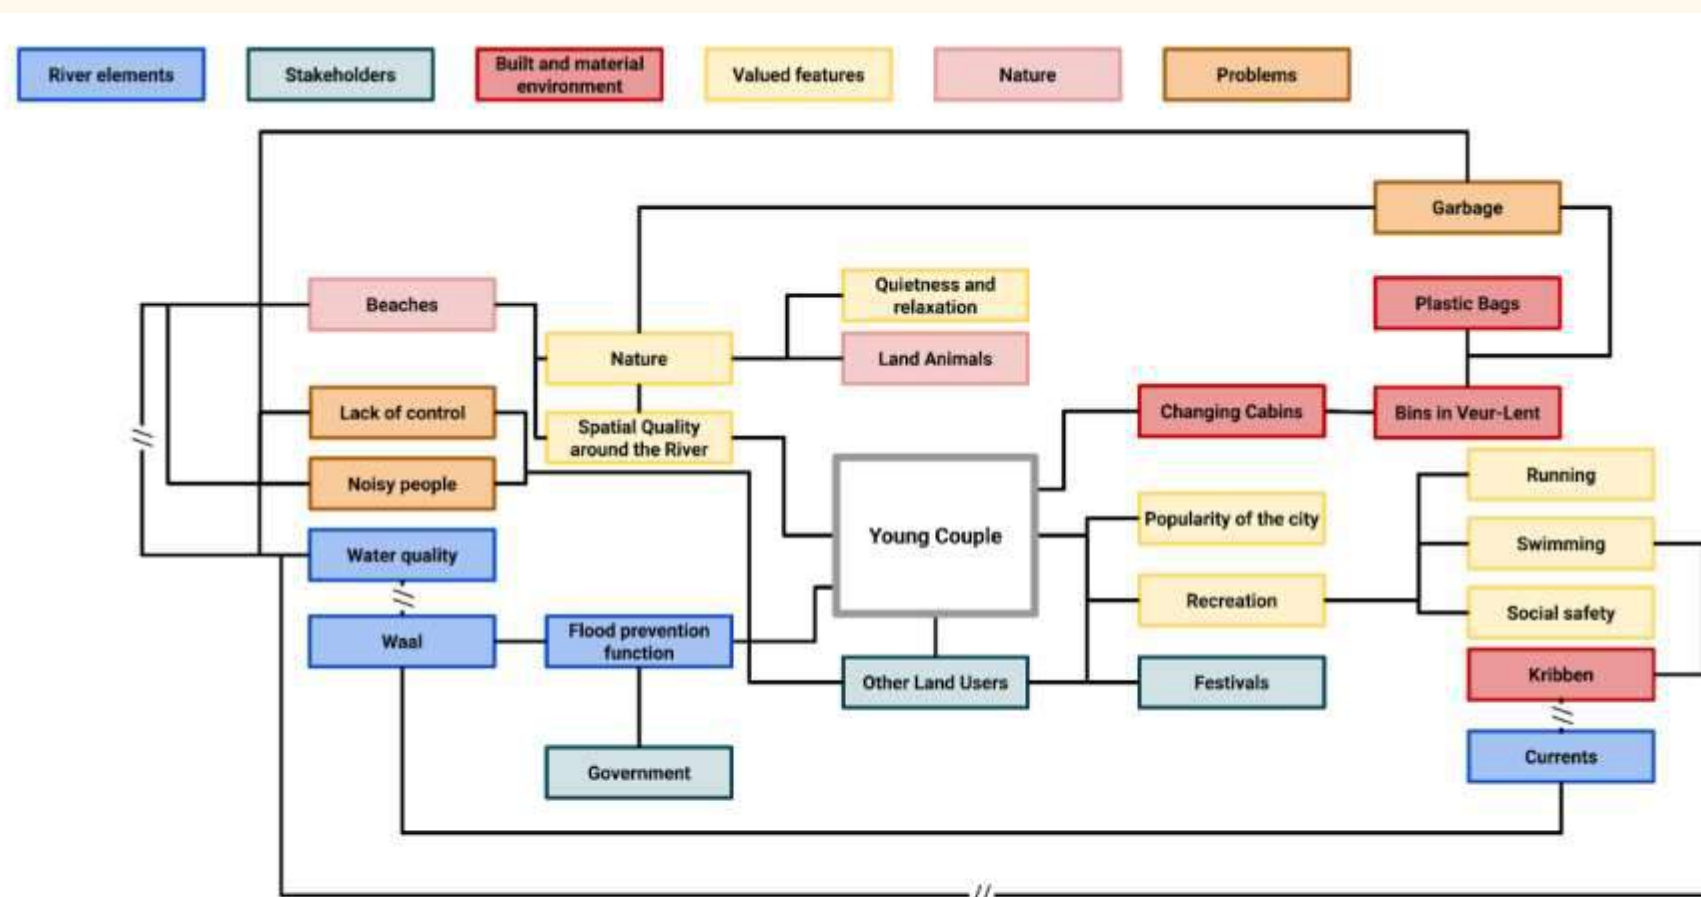 River elements
Stakeholders
Built and material
environment
Valued features
Nature
Problems
Garbage
Quietness and
relaxation
Beaches
Plastic Bags
Nature
Land Animals
Lack of control
Changing Cabins
Bins in Veur-Lent
Spatial Quality
around the River
Running
Noisy people
Popularity of the city
Young Couple
Swimming
Water quality
Recreation
Social safety
Waal
Flood prevention
function
Other Land Users
Festivals
Kribben
Currents
Government